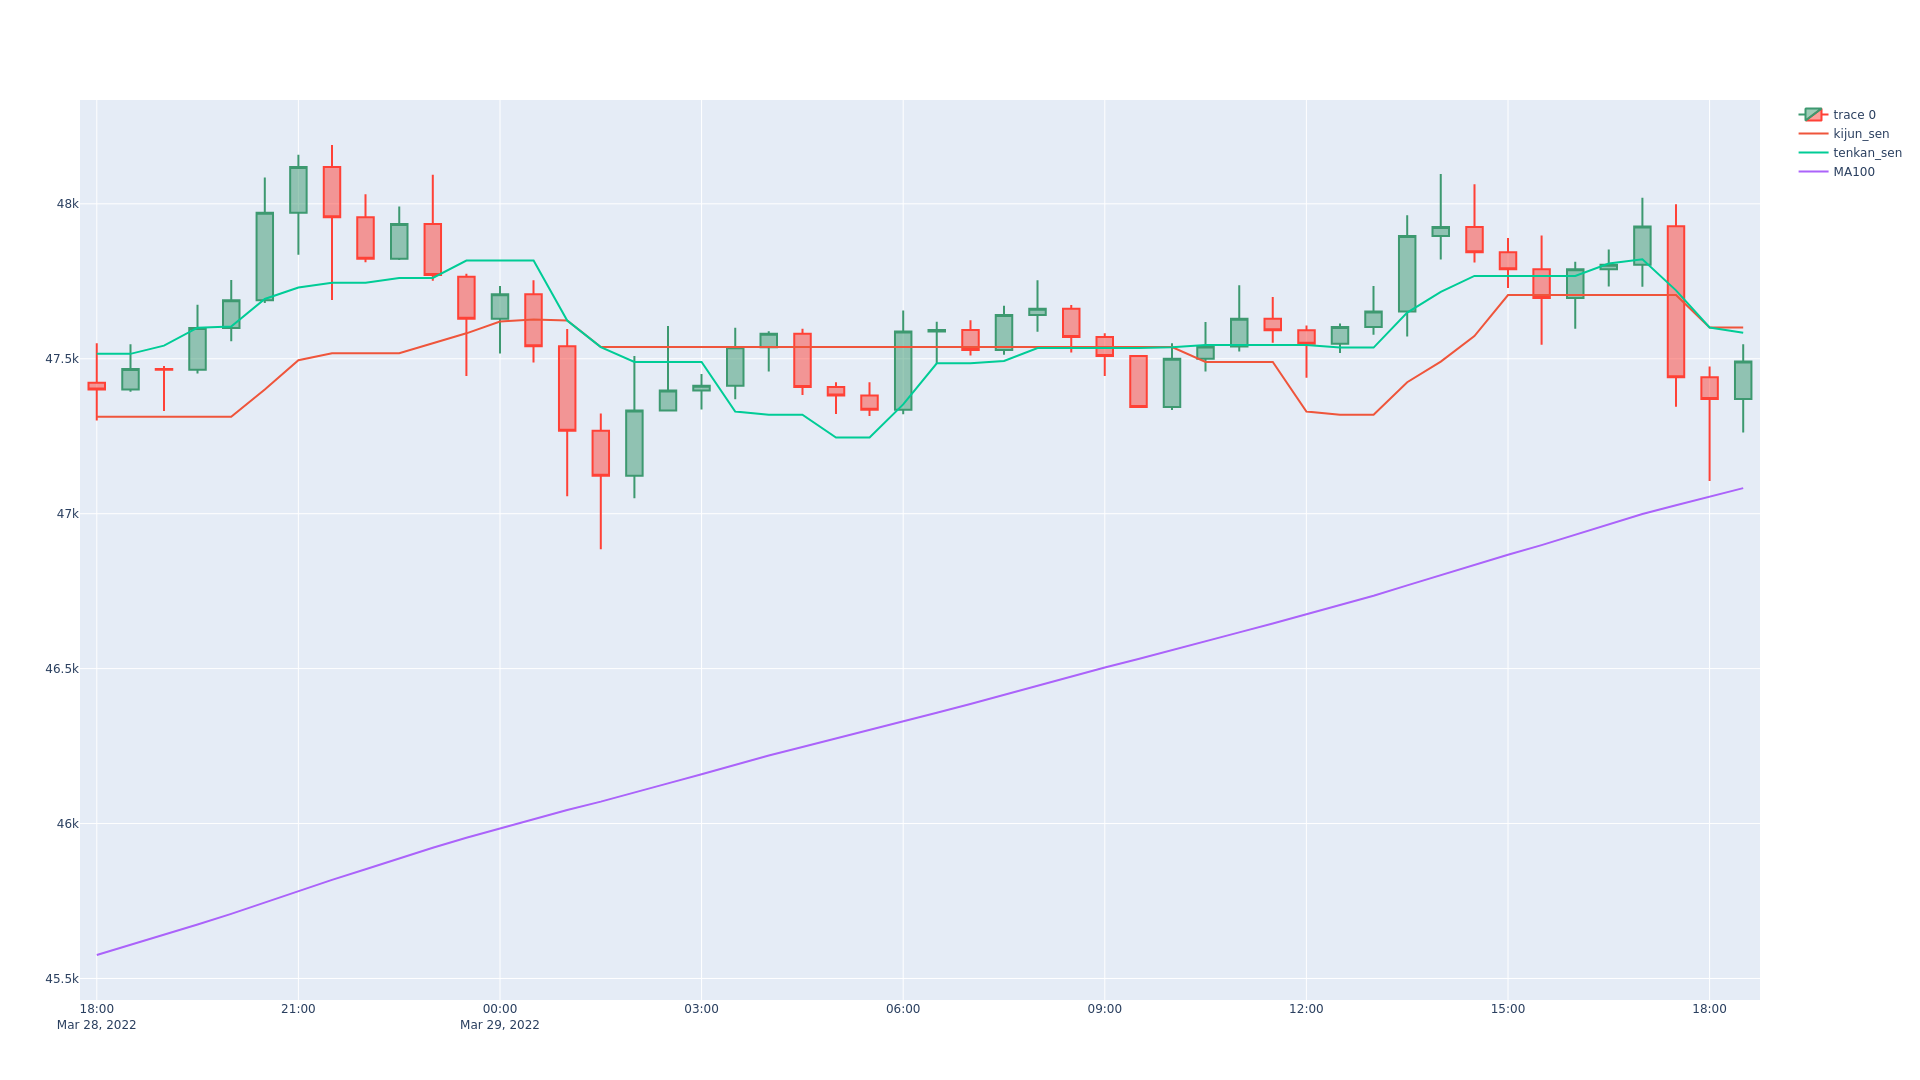 trace 0
kijun_sen
tenkan_sen
MA100
48k
47.5k
47k
46.5k
46k
45.5k
18:00 21:00 00:00 03:00 06:00 09:00 12:00 15:00 18:00
Mar 28, 2022 Mar 29, 2022